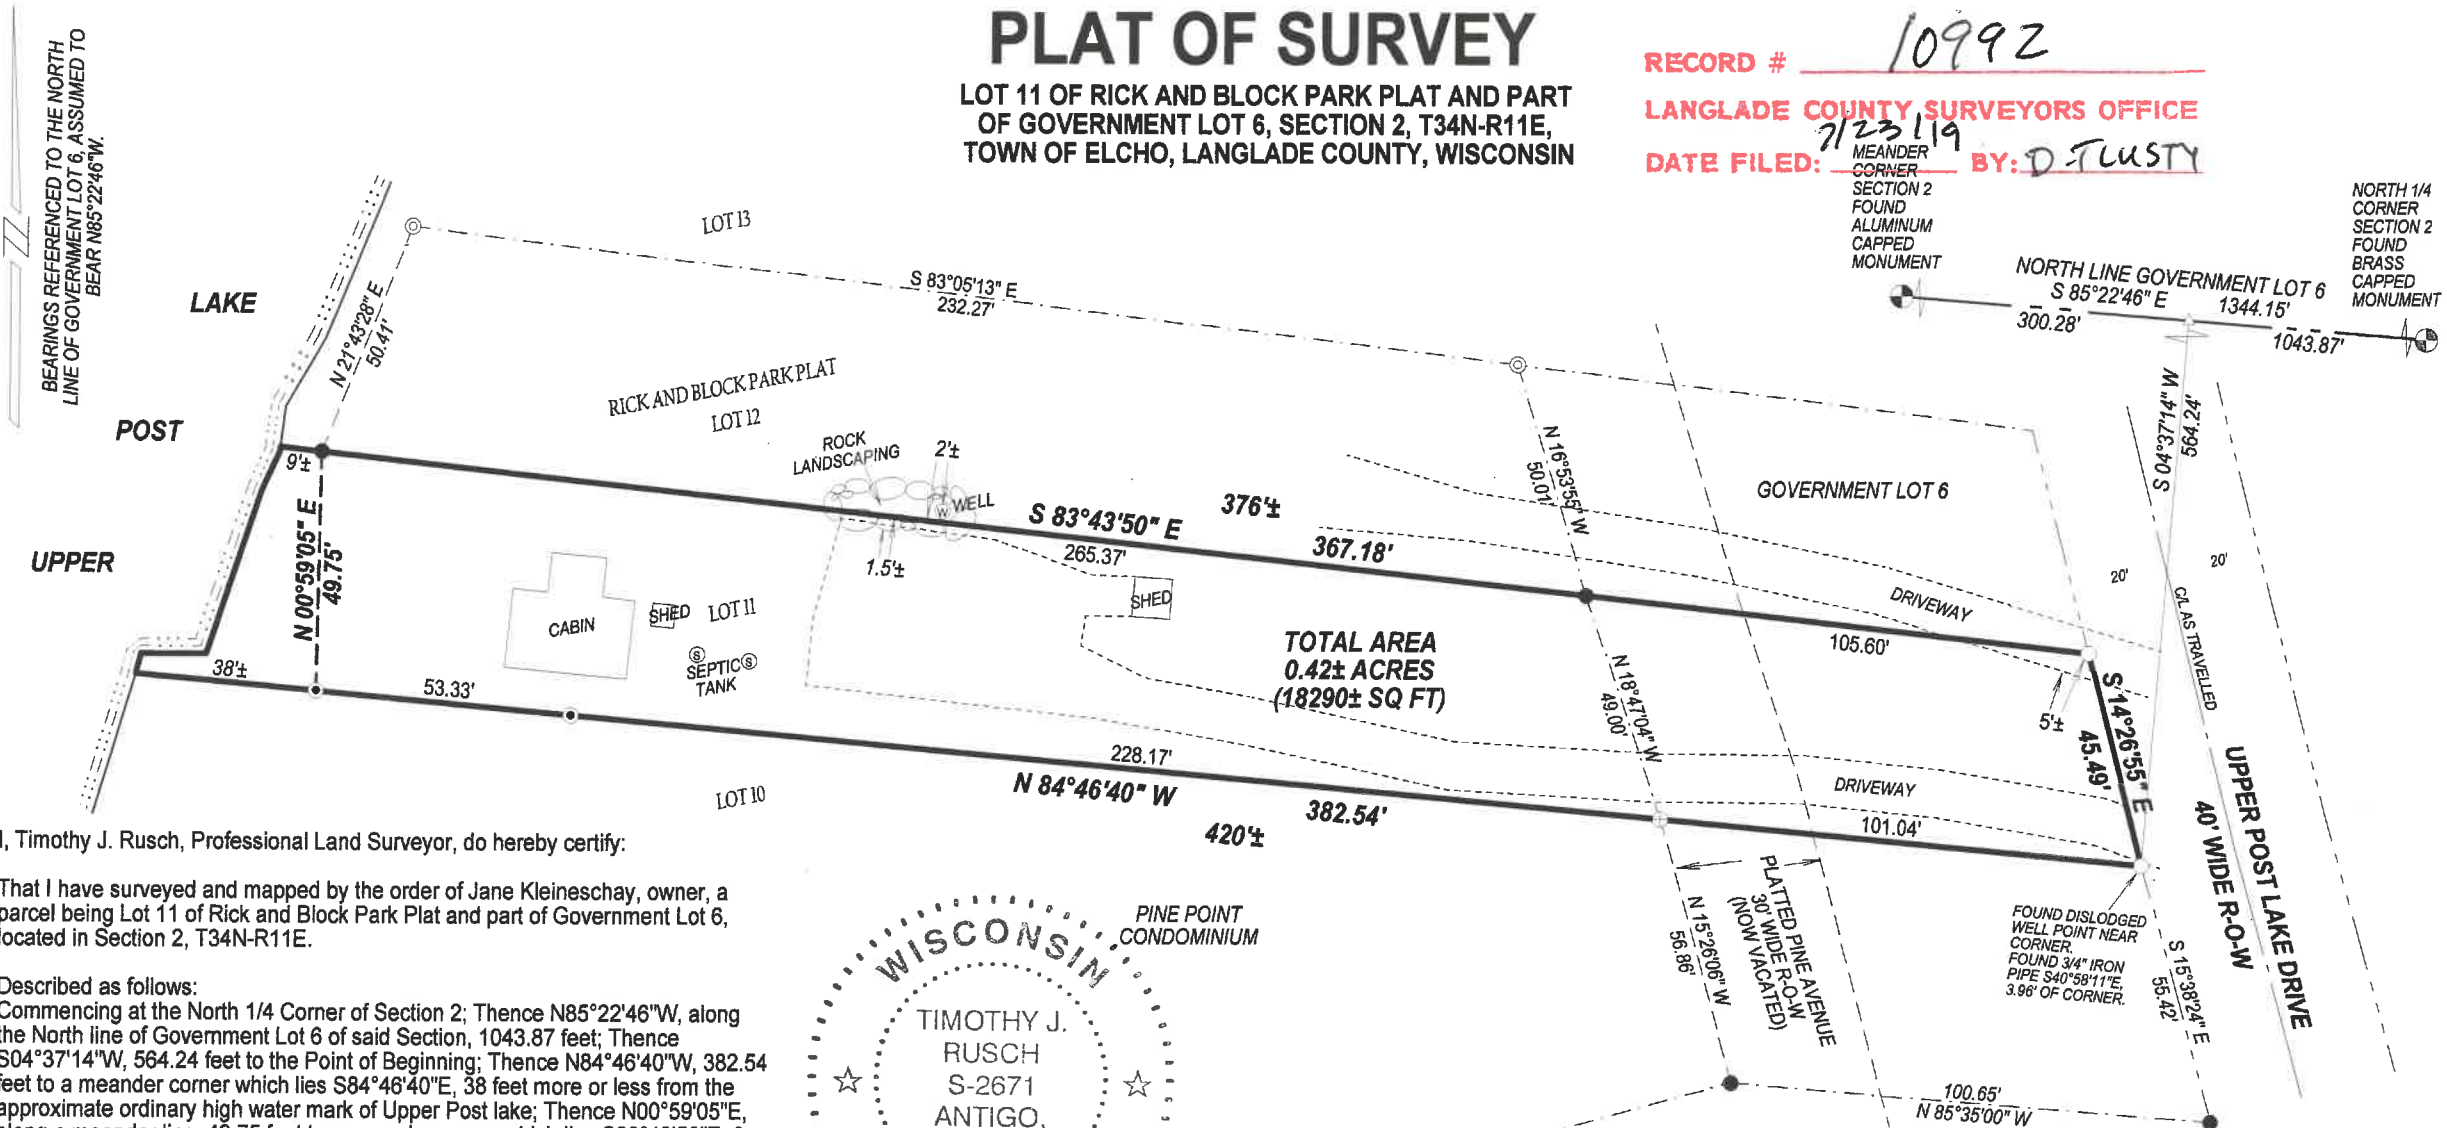 PLAT OF SURVEY
LOT 11 OF RICK AND BLOCK PARK PLAT AND PART
OF GOVERNMENT LOT 6, SECTION 2, T34N-R11E,
TOWN OF ELCHO, LANGLADE COUNTY, WISCONSIN
RECORD # 10992
LANGLADE COUNTY SURVEYORS OFFICE
DATE FILED: 7/23/19 BY: D. TLUSTY
BEARINGS REFERENCED TO THE NORTH
LINE OF GOVERNMENT LOT 6, ASSUMED TO
BEAR N85°22'46"W.
N
MEANDER
CORNER
SECTION 2
FOUND
ALUMINUM
CAPPED
MONUMENT
NORTH 1/4
CORNER
SECTION 2
FOUND
BRASS
CAPPED
MONUMENT
NORTH LINE GOVERNMENT LOT 6
S 85°22'46" E 1344.15'
300.28'
1043.87'
S 04°37'14" W
564.24'
LAKE
POST
UPPER
N 21°43'28" E
50.41'
LOT 13
S 83°05'13" E
232.27'
RICK AND BLOCK PARK PLAT
LOT 12
ROCK
LANDSCAPING
2'±
W
WELL
1.5'±
9'±
N 00°59'05" E
49.75'
S 83°43'50" E
376'±
265.37'
367.18'
N 16°53'55" W
50.01'
GOVERNMENT LOT 6
DRIVEWAY
105.60'
20'
20'
C/L AS TRAVELLED
CABIN
SHED
LOT 11
S
S
SEPTIC
TANK
SHED
TOTAL AREA
0.42± ACRES
(18290± SQ FT)
N 18°47'04" W
49.00'
5'±
S 14°26'55" E
45.49'
38'±
53.33'
228.17'
N 84°46'40" W
382.54'
420'±
DRIVEWAY
101.04'
LOT 10
UPPER POST LAKE DRIVE
40' WIDE R-O-W
PLATTED PINE AVENUE
30' WIDE R-O-W
(NOW VACATED)
N 15°26'06" W
56.86'
FOUND DISLODGED
WELL POINT NEAR
CORNER.
FOUND 3/4" IRON
PIPE S40°58'11"E,
3.96' OF CORNER.
S 15°38'24" E
55.42'
100.65'
N 85°35'00" W
PINE POINT
CONDOMINIUM
I, Timothy J. Rusch, Professional Land Surveyor, do hereby certify:
That I have surveyed and mapped by the order of Jane Kleineschay, owner, a
parcel being Lot 11 of Rick and Block Park Plat and part of Government Lot 6,
located in Section 2, T34N-R11E.
Described as follows:
Commencing at the North 1/4 Corner of Section 2; Thence N85°22'46"W, along
the North line of Government Lot 6 of said Section, 1043.87 feet; Thence
S04°37'14"W, 564.24 feet to the Point of Beginning; Thence N84°46'40"W, 382.54
feet to a meander corner which lies S84°46'40"E, 38 feet more or less from the
approximate ordinary high water mark of Upper Post lake; Thence N00°59'05"E,
WISCONSIN
TIMOTHY J.
RUSCH
S-2671
ANTIGO,